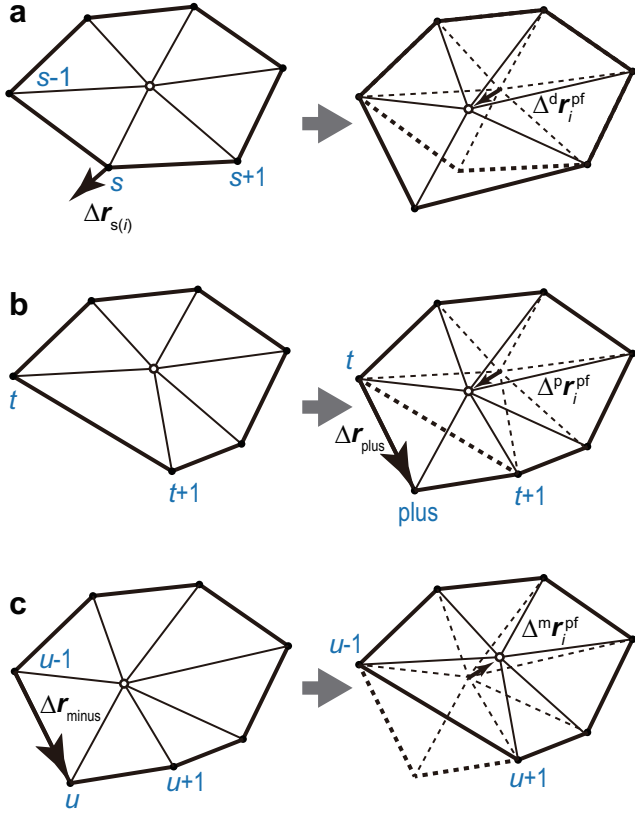 a
s-1
s
s+1
Δr_s(i)
Δ^d r_i^pf
b
t
t+1
t
Δr_plus
plus
t+1
Δ^p r_i^pf
c
u-1
Δr_minus
u
u+1
u-1
u+1
Δ^m r_i^pf